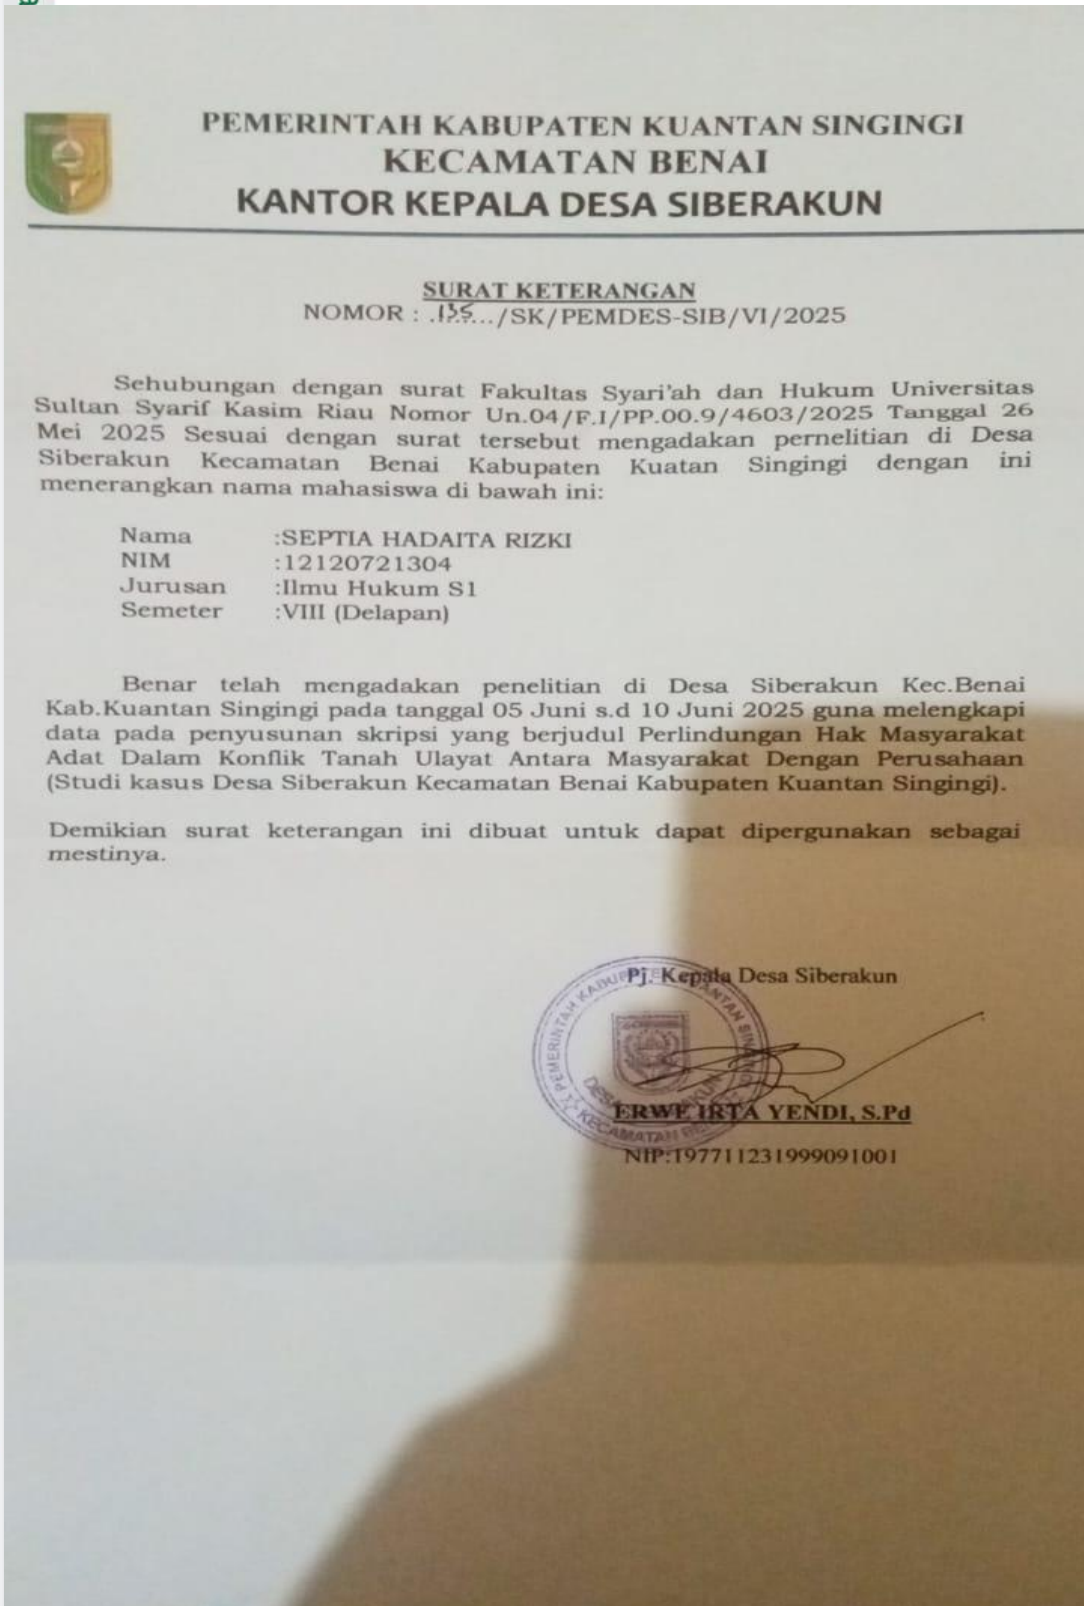 PEMERINTAH KABUPATEN KUANTAN SINGINGI
KECAMATAN BENAI
KANTOR KEPALA DESA SIBERAKUN
SURAT KETERANGAN
NOMOR : .135.../SK/PEMDES-SIB/VI/2025
Sehubungan dengan surat Fakultas Syari'ah dan Hukum Universitas
Sultan Syarif Kasim Riau Nomor Un.04/F.I/PP.00.9/4603/2025 Tanggal 26
Mei 2025 Sesuai dengan surat tersebut mengadakan pernelitian di Desa
Siberakun Kecamatan Benai Kabupaten Kuatan Singingi dengan ini
menerangkan nama mahasiswa di bawah ini:
Nama :SEPTIA HADAITA RIZKI
NIM :12120721304
Jurusan :Ilmu Hukum S1
Semeter :VIII (Delapan)
Benar telah mengadakan penelitian di Desa Siberakun Kec.Benai
Kab.Kuantan Singingi pada tanggal 05 Juni s.d 10 Juni 2025 guna melengkapi
data pada penyusunan skripsi yang berjudul Perlindungan Hak Masyarakat
Adat Dalam Konflik Tanah Ulayat Antara Masyarakat Dengan Perusahaan
(Studi kasus Desa Siberakun Kecamatan Benai Kabupaten Kuantan Singingi).
Demikian surat keterangan ini dibuat untuk dapat dipergunakan sebagai
mestinya.
Pj. Kepala Desa Siberakun
PEMERINTAH
DESA
KECAMATAN
ERWE IRTA YENDI, S.Pd
NIP:197711231999091001